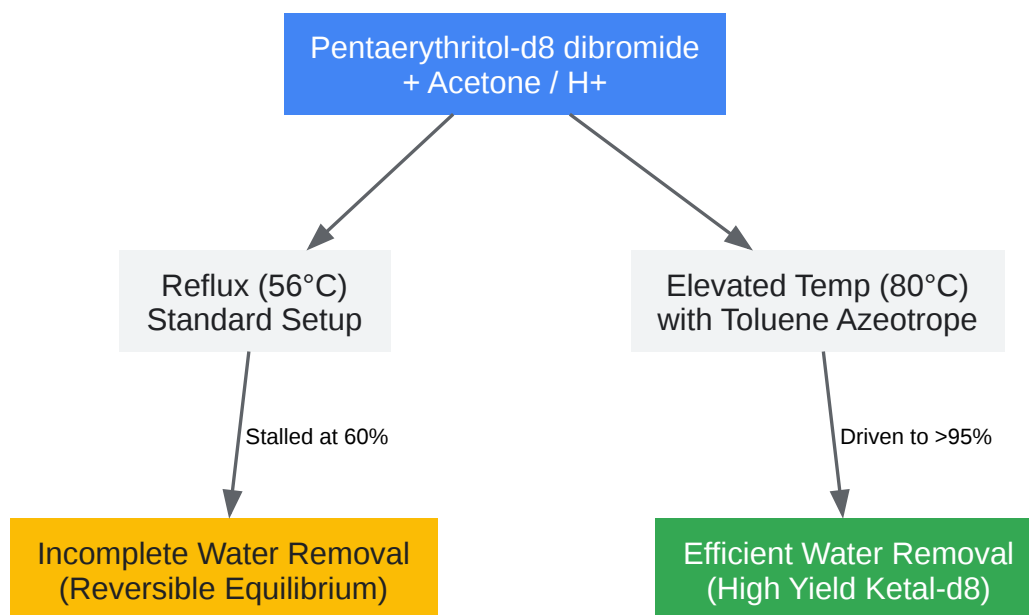 Pentaerythritol-d8 dibromide
+ Acetone / H+
Reflux (56°C)
Standard Setup
Elevated Temp (80°C)
with Toluene Azeotrope
Stalled at 60%
Driven to >95%
Incomplete Water Removal
(Reversible Equilibrium)
Efficient Water Removal
(High Yield Ketal-d8)